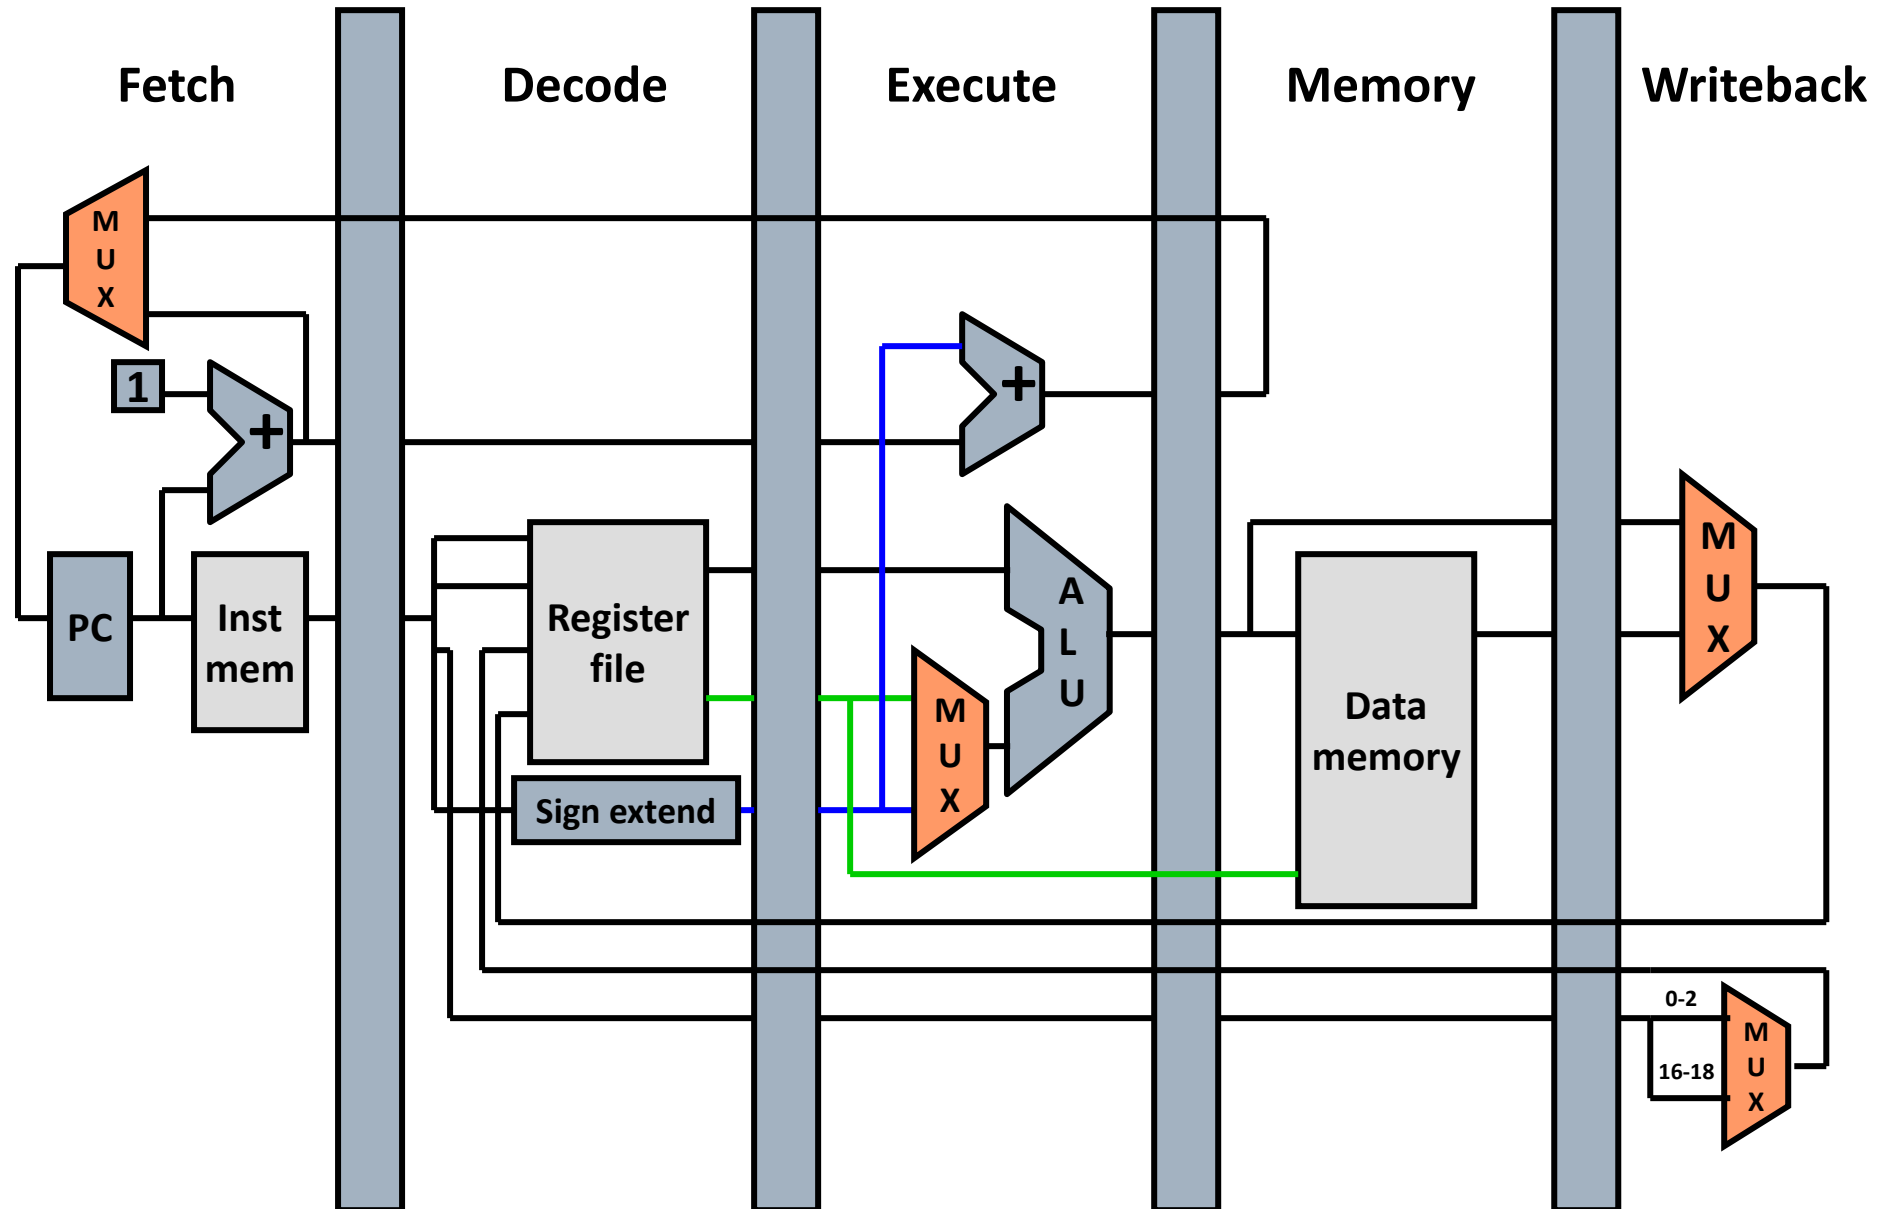 Fetch
Decode
Execute
Memory
Writeback
M
U
X
1
+
+
PC
Inst
mem
Register
file
Sign extend
M
U
X
A
L
U
Data
memory
M
U
X
0-2
16-18
M
U
X